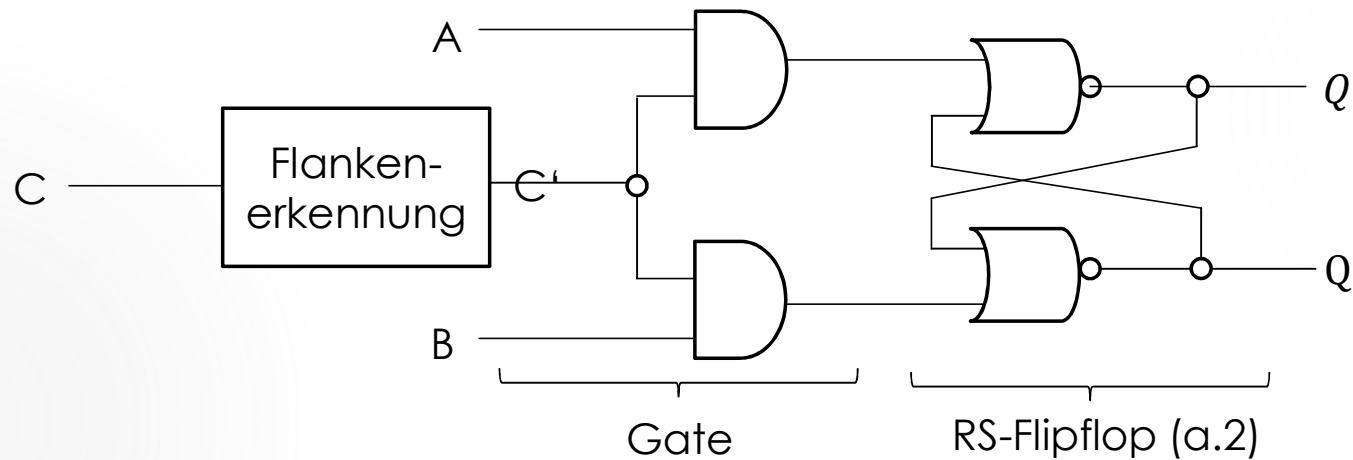 A
Q
Flanken-
erkennung
C
C'
Q
B
Gate
RS-Flipflop (a.2)